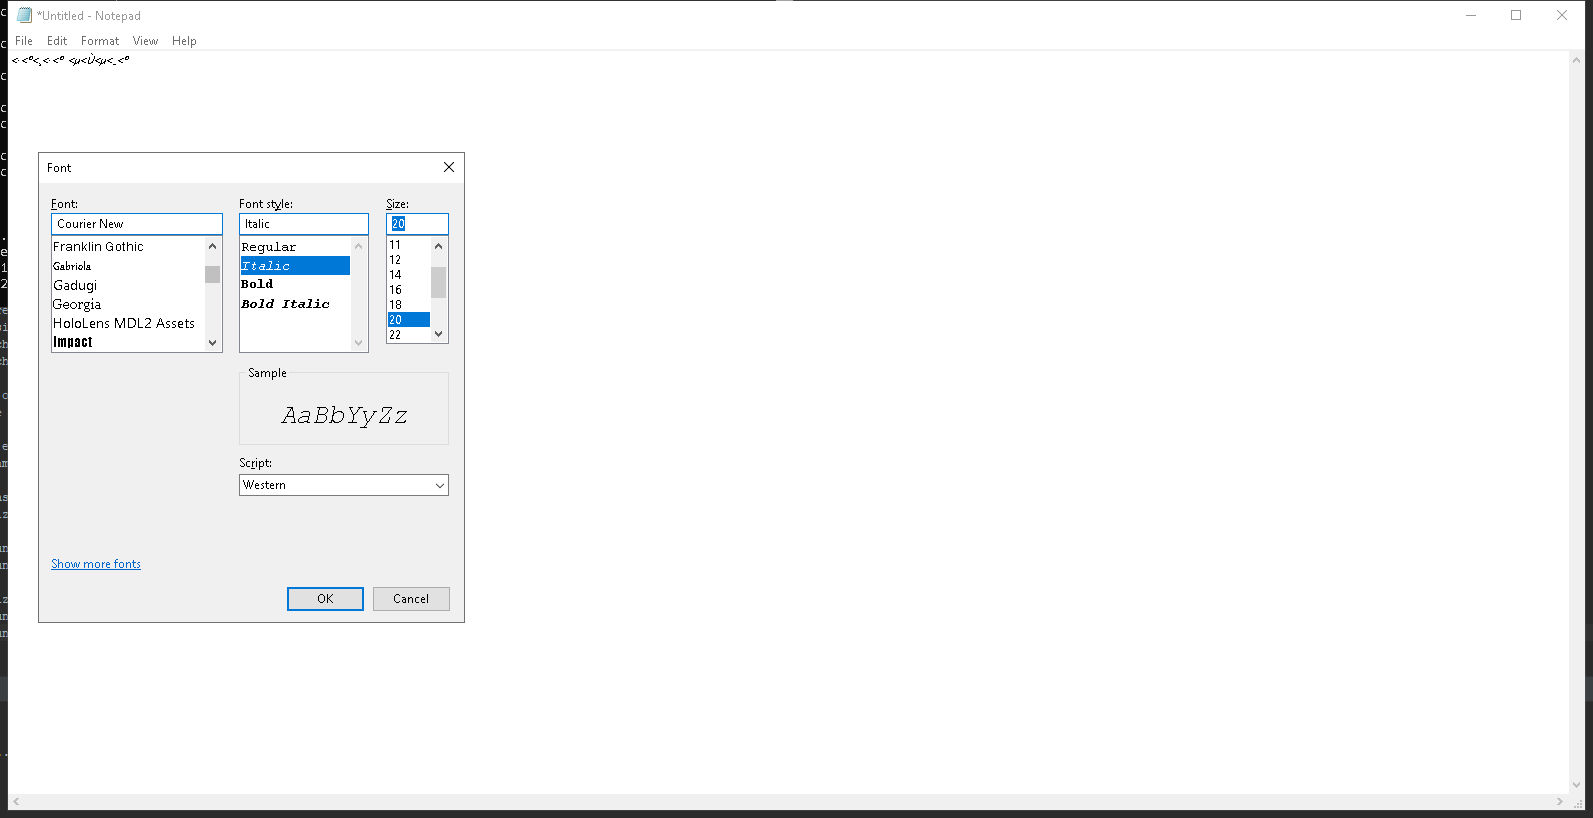 *Untitled - Notepad
File Edit Format View Help
Font
Font: Font style: Size:
Courier New Italic 20
Franklin Gothic
Gabriola
Gadugi
Georgia
HoloLens MDL2 Assets
Impact
Regular
Italic
Bold
Bold Italic
11
12
14
16
18
20
22
Sample
AaBbYyZz
Script:
Western
Show more fonts
OK Cancel